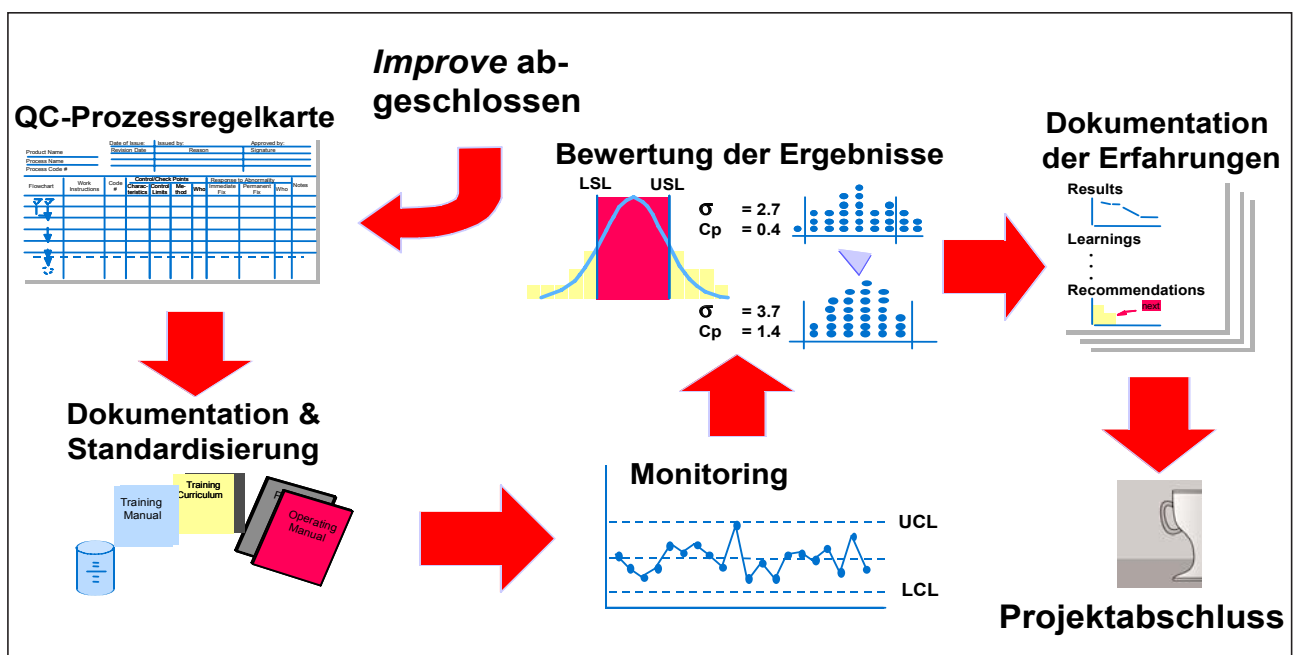 Improve ab-
geschlossen
QC-Prozessregelkarte
Date of Issue: Issued by: Approved by:
Product Name Revision Date Reason Signature
Process Name
Process Code #
Control/Check Points Response to Abnormality
Flowchart Work Instructions Code # Charac-teristics Control Limits Me-thod Who Immediate Fix Permanent Fis Who Notes
Dokumentation &
Standardisierung
Training
Manual
Training
Curriculum
Operating
Manual
Monitoring
UCL
LCL
Bewertung der Ergebnisse
LSL USL
σ = 2.7
Cp = 0.4
σ = 3.7
Cp = 1.4
Dokumentation
der Erfahrungen
Results
Learnings
Recommendations
next
Projektabschluss